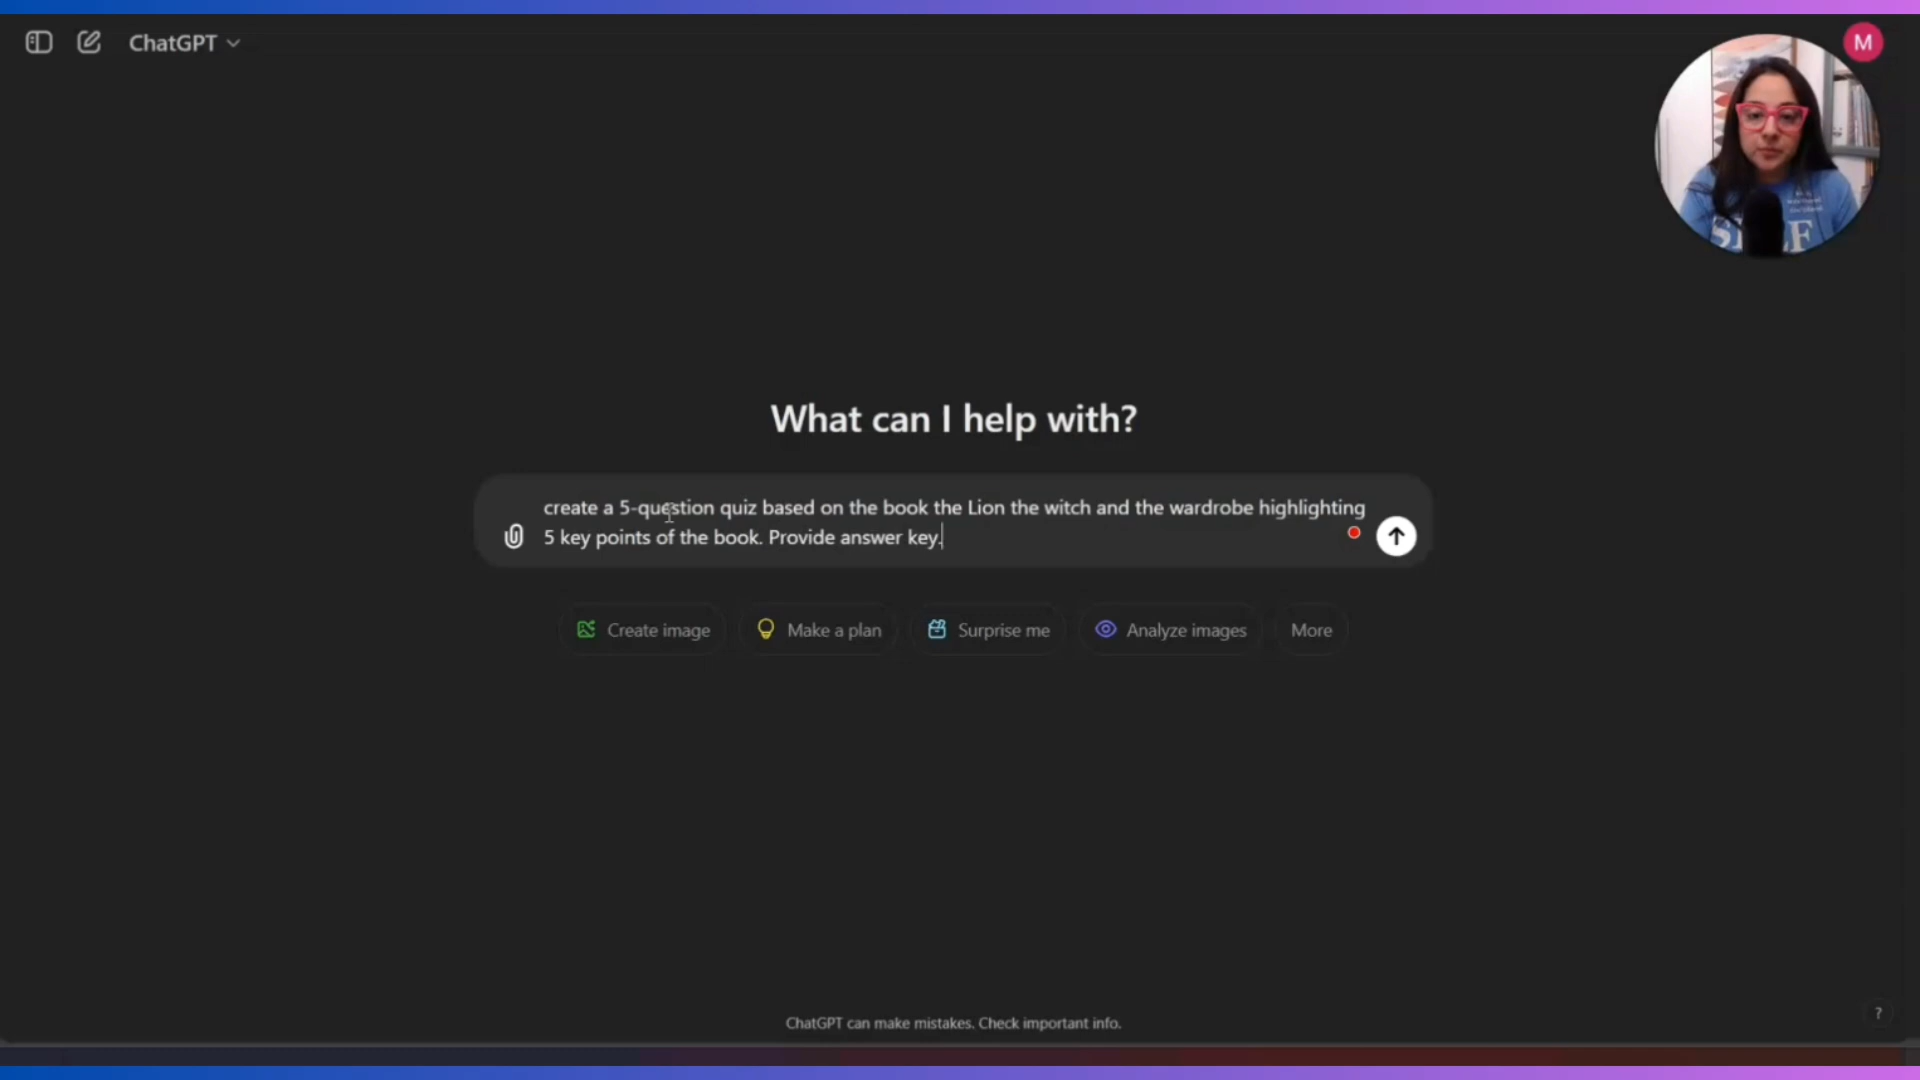 ChatGPT
M
What can I help with?
create a 5-question quiz based on the book the Lion the witch and the wardrobe highlighting
5 key points of the book. Provide answer key.
Create image
Make a plan
Surprise me
Analyze images
More
ChatGPT can make mistakes. Check important info.
?